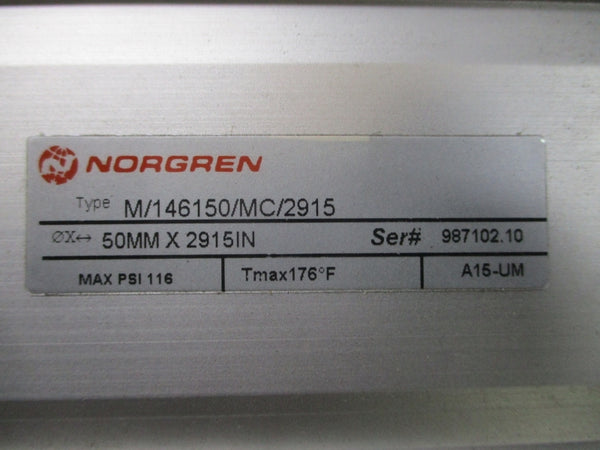 NORGREN
Type M/146150/MC/2915
ØX↔ 50MM X 2915IN Ser# 987102.10
MAX PSI 116 Tmax176°F A15-UM